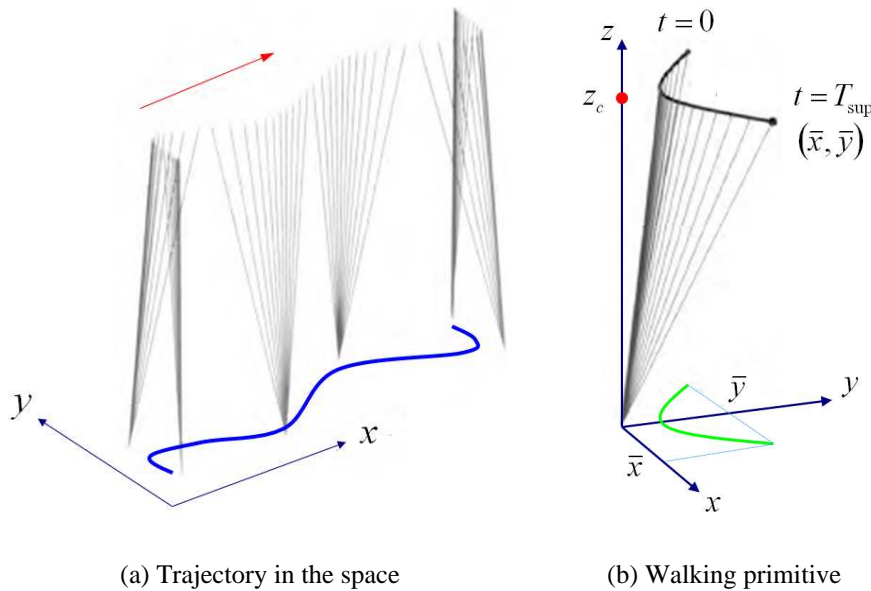 z
t = 0
z_c
t = T_sup
(x̄, ȳ)
y
x
ȳ
y
x̄
x
(a) Trajectory in the space
(b) Walking primitive